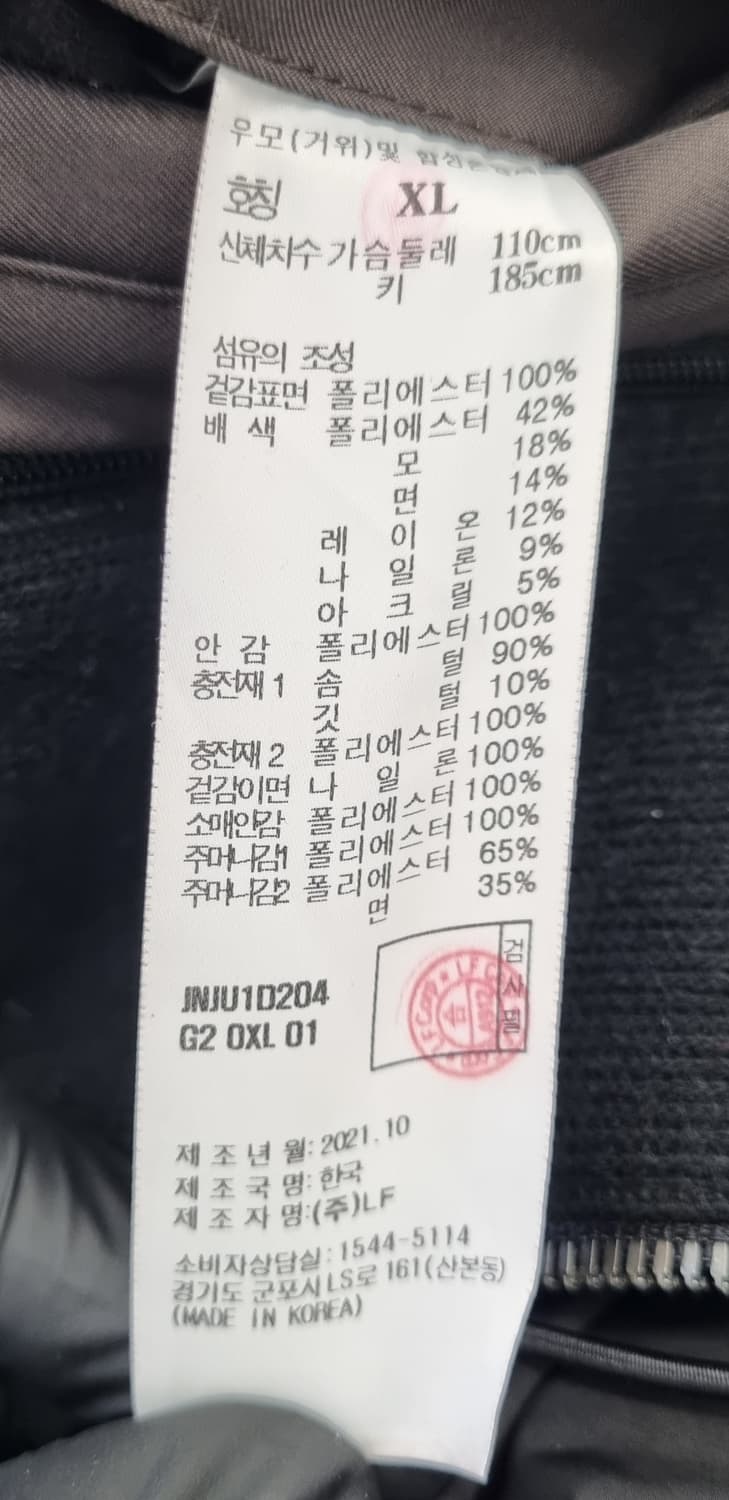 우모(거위)및
호칭 XL
신체치수 가슴둘레 110cm
키 185cm
섬유의 조성
겉감표면 폴리에스터 100%
배 색 폴리에스터 42%
모 18%
면 14%
레 이 온 12%
나 일 론 9%
아 크 릴 5%
안 감 폴리에스터 100%
충전재 1 솜 털 90%
깃 털 10%
충전재 2 폴리에스터 100%
겉감이면 나 일 론 100%
소매안감 폴리에스터 100%
주머니감1 폴리에스터 100%
주머니감2 폴리에스터 65%
면 35%
검사필
LF Corp
JNJU1D204
G2 0XL 01
제 조 년 월: 2021.10
제 조 국 명: 한국
제 조 자 명:(주)LF
소비자상담실: 1544-5114
경기도 군포시 LS로 161(산본동)
(MADE IN KOREA)